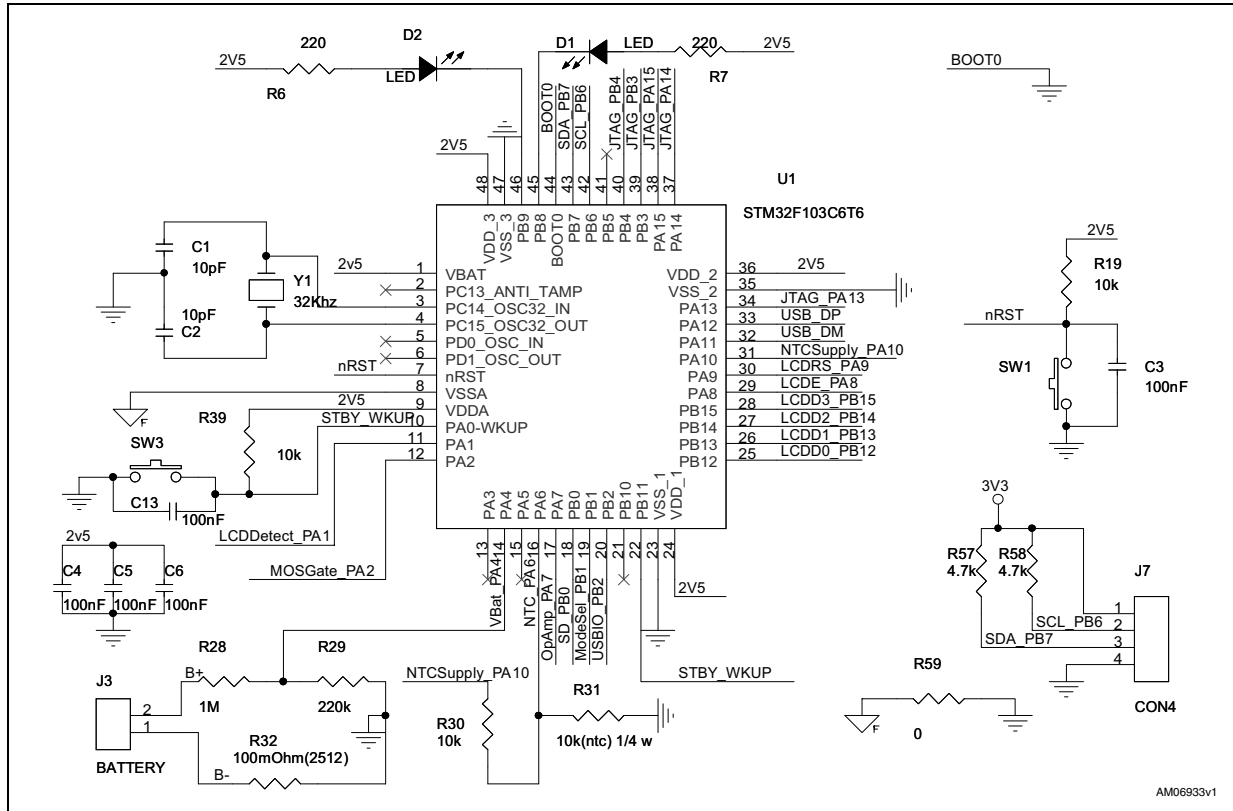 2V5
220
R6
D2
LED
D1
LED
220
R7
2V5
BOOT0
2V5
BOOT0
SDA_PB7
SCL_PB6
JTAG_PB4
JTAG_PB3
JTAG_PA15
JTAG_PA14
48
47
46
45
44
43
42
41
40
39
38
37
U1
STM32F103C6T6
VDD_3
VSS_3
PB9
PB8
BOOT0
PB7
PB6
PB5
PB4
PB3
PA15
PA14
C1
10pF
10pF
C2
Y1
32Khz
2v5
nRST
2V5
STBY_WKUP
1
2
3
4
5
6
7
8
9
10
11
12
VBAT
PC13_ANTI_TAMP
PC14_OSC32_IN
PC15_OSC32_OUT
PD0_OSC_IN
PD1_OSC_OUT
nRST
VSSA
VDDA
PA0-WKUP
PA1
PA2
VDD_2
VSS_2
PA13
PA12
PA11
PA10
PA9
PA8
PB15
PB14
PB13
PB12
36
35
34
33
32
31
30
29
28
27
26
25
2V5
JTAG_PA13
USB_DP
USB_DM
NTCSupply_PA10
LCDRS_PA9
LCDE_PA8
LCDD3_PB15
LCDD2_PB14
LCDD1_PB13
LCDD0_PB12
2V5
R19
10k
nRST
SW1
C3
100nF
F
R39
10k
SW3
C13
100nF
LCDDetect_PA1
MOSGate_PA2
2v5
C4
100nF
C5
100nF
C6
100nF
PA3
PA4
PA5
PA6
PA7
PB0
PB1
PB2
PB10
PB11
VSS_1
VDD_1
13
14
15
16
17
18
19
20
21
22
23
24
VBat_PA4
NTC_PA6
OpAmp_PA7
SD_PB0
ModeSel_PB1
USBIO_PB2
2V5
STBY_WKUP
3V3
R57
4.7k
R58
4.7k
J7
1
2
3
4
SCL_PB6
SDA_PB7
CON4
R59
0
F
J3
2
1
BATTERY
B+
B-
R28
1M
R29
220k
R32
100mOhm(2512)
NTCSupply_PA10
R30
10k
R31
10k(ntc) 1/4 w
AM06933v1